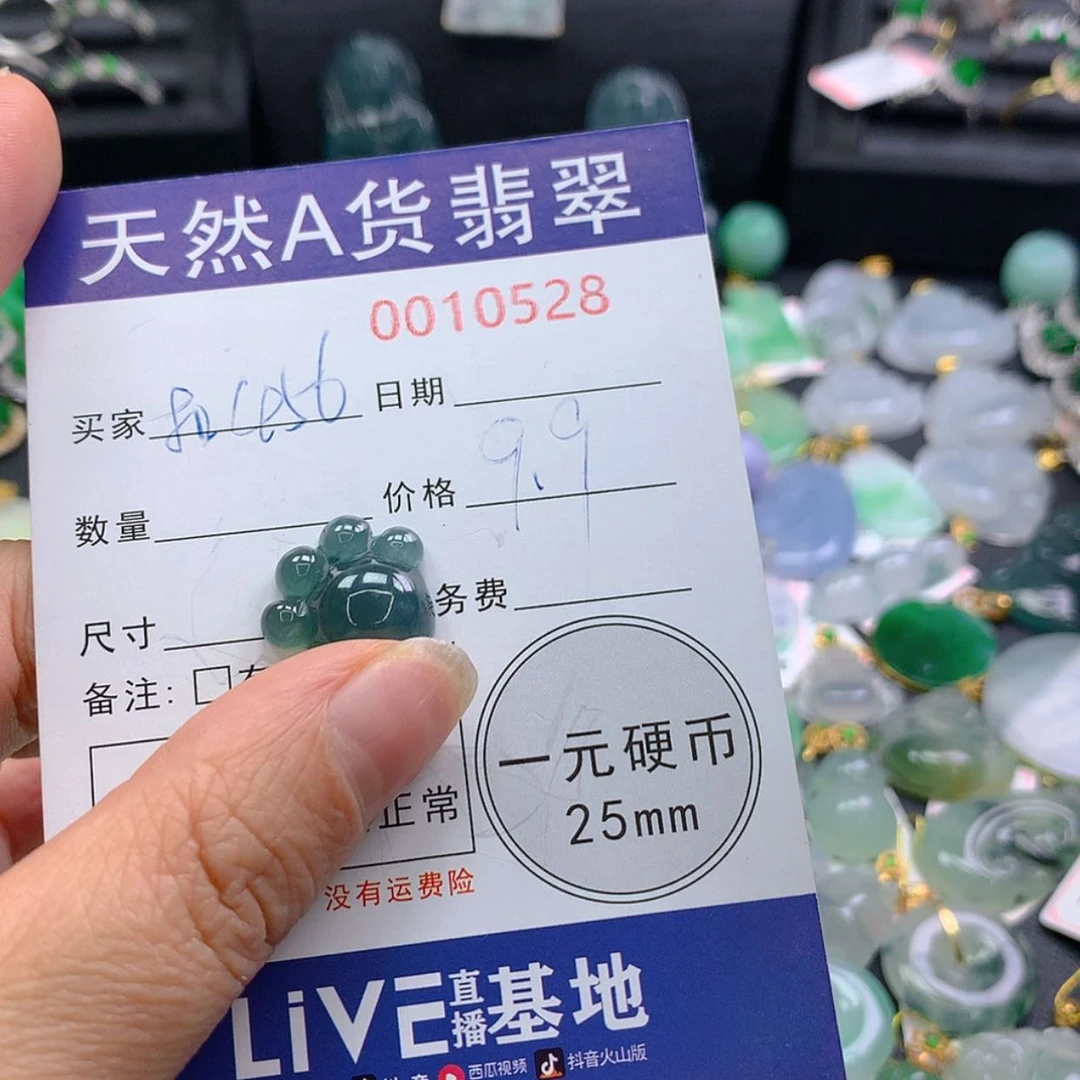 天然A货翡翠
0010528
买家 日期
数量 价格 9.9
尺寸 务费
备注:□
正常
一元硬币
25mm
没有运费险
LiVE直播基地
抖音 西瓜视频 抖音火山版